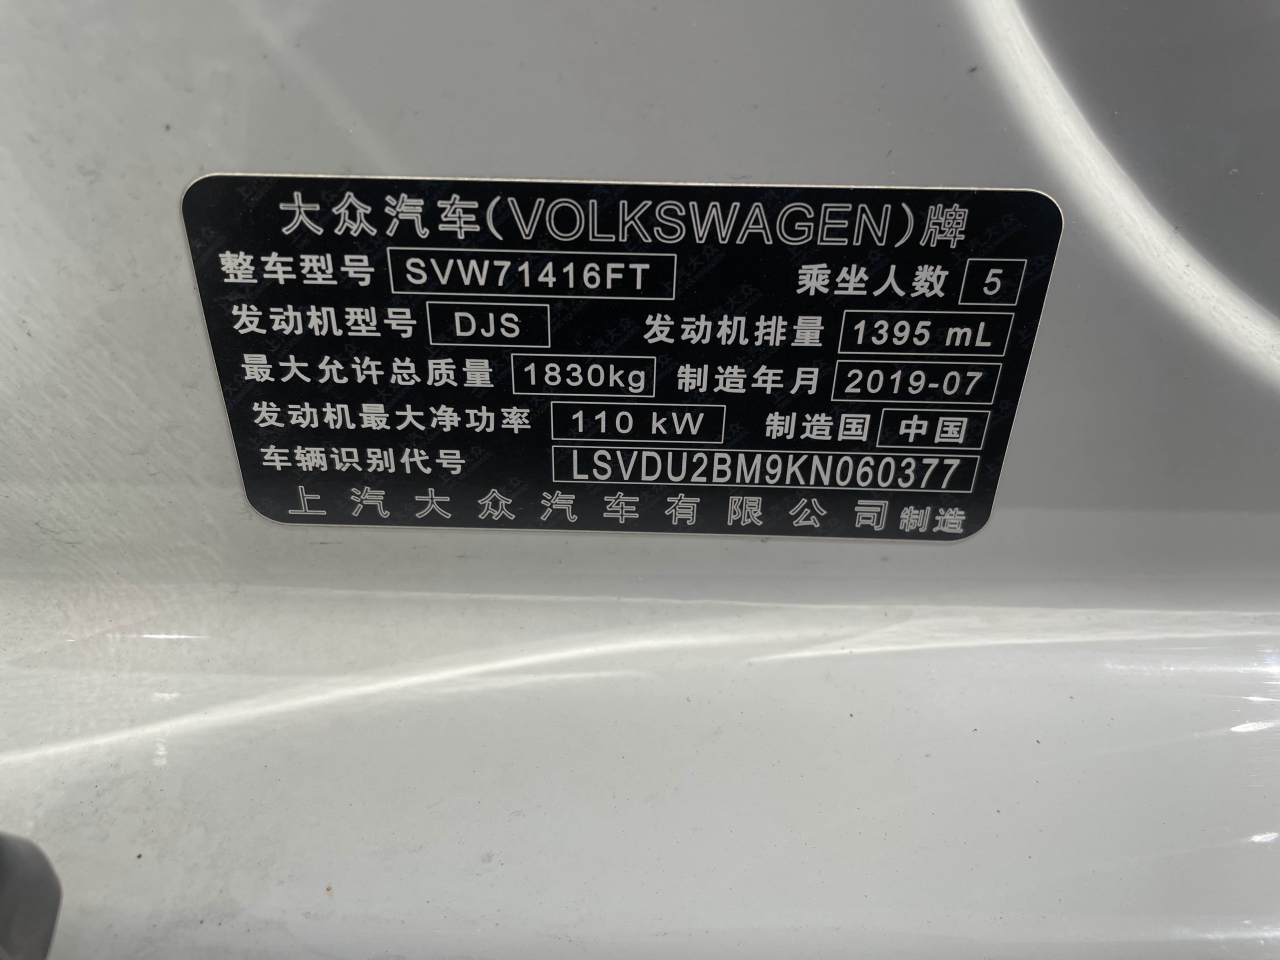 大众汽车(VOLKSWAGEN)牌
整车型号 SVW71416FT 乘坐人数 5
发动机型号 DJS 发动机排量 1395 mL
最大允许总质量 1830kg 制造年月 2019-07
发动机最大净功率 110 kW 制造国 中国
车辆识别代号 LSVDU2BM9KN060377
上汽大众汽车有限公司制造